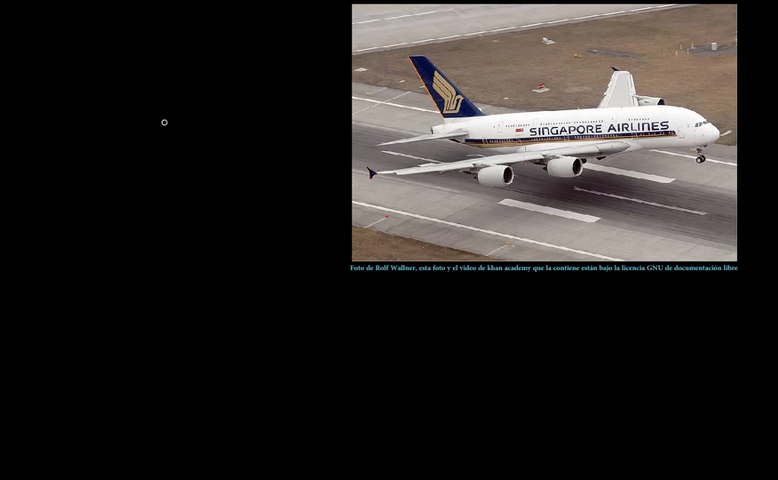 SINGAPORE AIRLINES
Foto de Rolf Wallner, esta foto y el video de khan academy que la contiene están bajo la licencia GNU de documentación libre